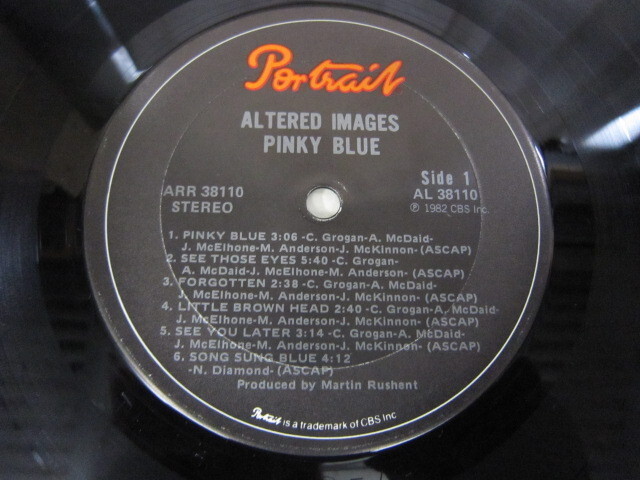 Portrait
ALTERED IMAGES
PINKY BLUE
ARR 38110
STEREO
Side 1
AL 38110
℗ 1982 CBS Inc.
1. PINKY BLUE 3:06 -C. Grogan-A. McDaid-
J. McElhone-M. Anderson-J. McKinnon- (ASCAP)
2. SEE THOSE EYES 5:40 -C. Grogan-
A. McDaid-J. McElhone-M. Anderson- (ASCAP)
3. FORGOTTEN 2:38 -C. Grogan-A. McDaid-
J. McElhone-M. Anderson-J. McKinnon- (ASCAP)
4. LITTLE BROWN HEAD 2:40 -C. Grogan-A. McDaid-
J. McElhone-M. Anderson-J. McKinnon- (ASCAP)
5. SEE YOU LATER 3:14 -C. Grogan-A. McDaid-
J. McElhone-M. Anderson-J. McKinnon- (ASCAP)
6. SONG SUNG BLUE 4:12
-N. Diamond- (ASCAP)
Produced by Martin Rushent
Portrait is a trademark of CBS Inc